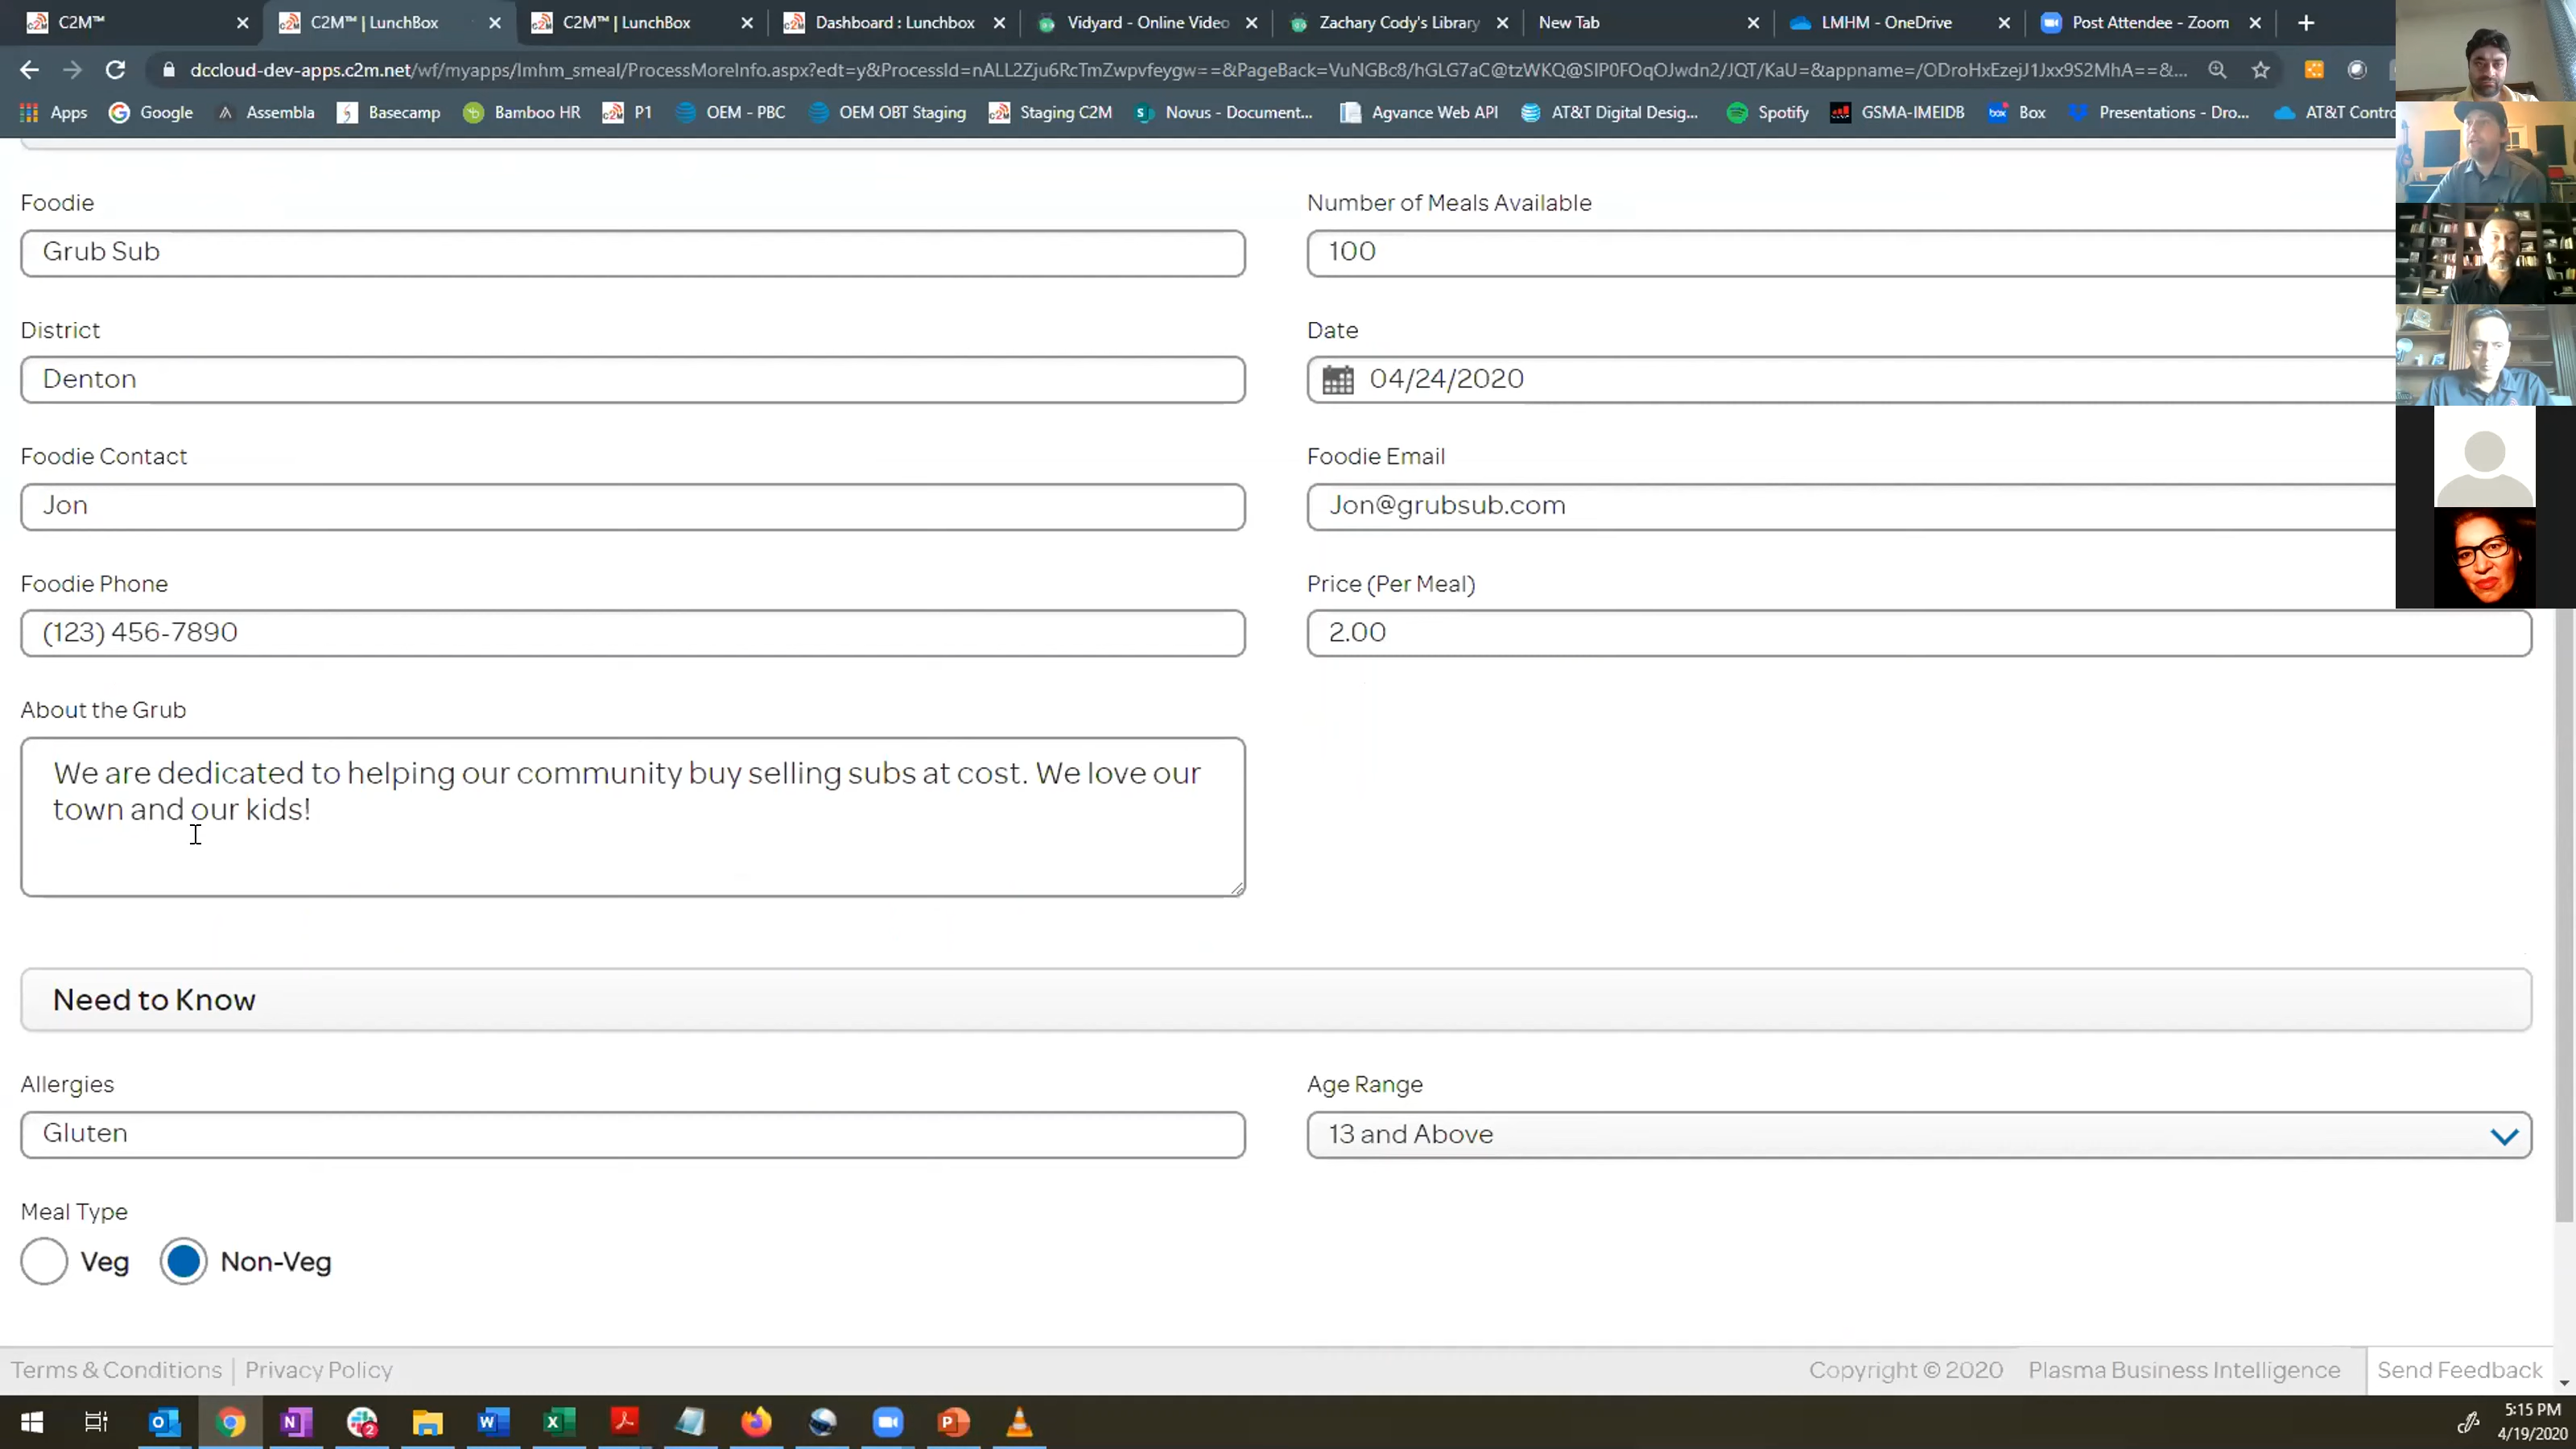 C2M™
C2M™ | LunchBox
C2M™ | LunchBox
Dashboard : Lunchbox
Vidyard - Online Video
Zachary Cody's Library
New Tab
LMHM - OneDrive
Post Attendee - Zoom
dccloud-dev-apps.c2m.net/wf/myapps/lmhm_smeal/ProcessMoreInfo.aspx?edt=y&ProcessId=nALL2Zju6RcTmZwpvfeygw==&PageBack=VuNGBc8/hGLG7aC@tzWKQ@SlP0FOqOJwdn2/JQT/KaU=&appname=/ODroHxEzejJ1Jxx9S2MhA==&...
Apps
Google
Assembla
Basecamp
Bamboo HR
P1
OEM - PBC
OEM OBT Staging
Staging C2M
Novus - Document...
Agvance Web API
AT&T Digital Desig...
Spotify
GSMA-IMEIDB
Box
Presentations - Dro...
AT&T Contro
Foodie
Number of Meals Available
Grub Sub
100
District
Date
Denton
04/24/2020
Foodie Contact
Foodie Email
Jon
Jon@grubsub.com
Foodie Phone
Price (Per Meal)
(123) 456-7890
2.00
About the Grub
We are dedicated to helping our community buy selling subs at cost. We love our
town and our kids!
Need to Know
Allergies
Age Range
Gluten
13 and Above
Meal Type
Veg
Non-Veg
Terms & Conditions | Privacy Policy
Copyright © 2020
Plasma Business Intelligence
Send Feedback
5:15 PM
4/19/2020